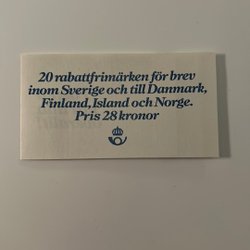 20 rabattfrimärken för brev
inom Sverige och till Danmark,
Finland, Island och Norge.
Pris 28 kronor